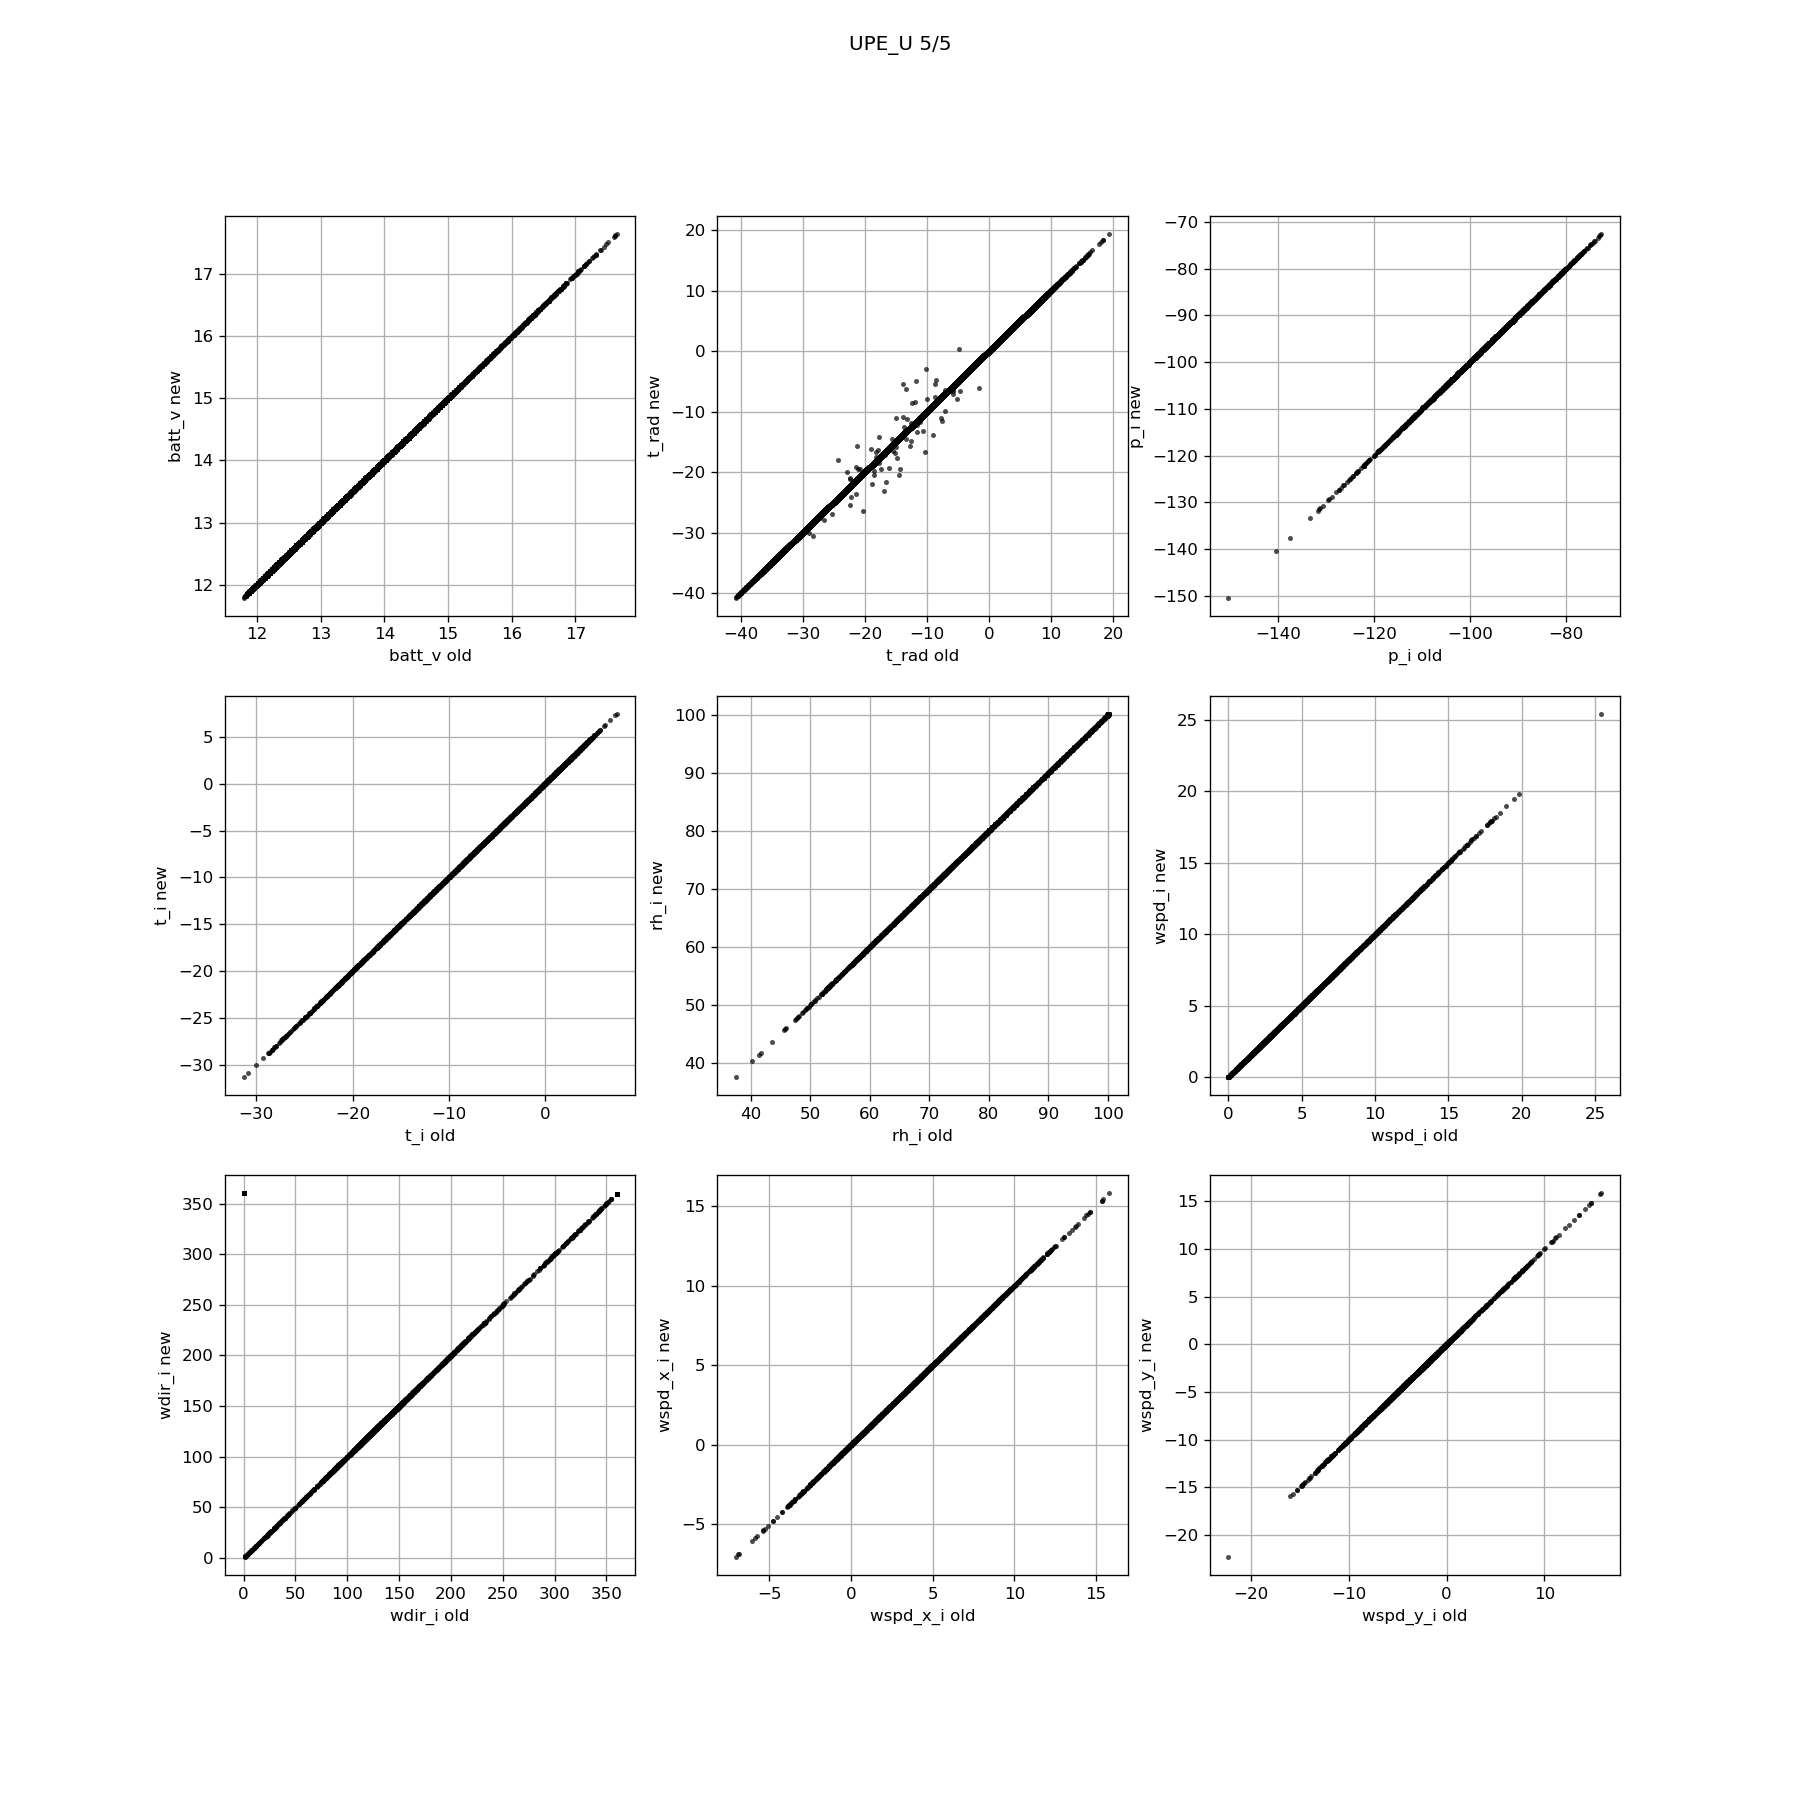 UPE_U 5/5
batt_v new
17
16
15
14
13
12
12 13 14 15 16 17
batt_v old
t_rad new
20
10
0
−10
−20
−30
−40
−40 −30 −20 −10 0 10 20
t_rad old
p_i new
−70
−80
−90
−100
−110
−120
−130
−140
−150
−140 −120 −100 −80
p_i old
t_i new
5
0
−5
−10
−15
−20
−25
−30
−30 −20 −10 0
t_i old
rh_i new
100
90
80
70
60
50
40
40 50 60 70 80 90 100
rh_i old
wspd_i new
25
20
15
10
5
0
0 5 10 15 20 25
wspd_i old
wdir_i new
350
300
250
200
150
100
50
0
0 50 100 150 200 250 300 350
wdir_i old
wspd_x_i new
15
10
5
0
−5
−5 0 5 10 15
wspd_x_i old
wspd_y_i new
15
10
5
0
−5
−10
−15
−20
−20 −10 0 10
wspd_y_i old